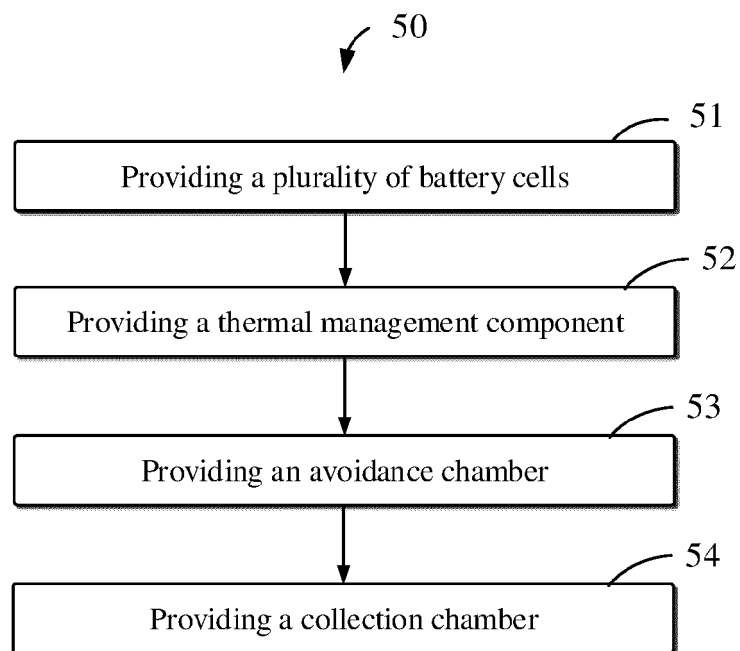 50
51
Providing a plurality of battery cells
52
Providing a thermal management component
53
Providing an avoidance chamber
54
Providing a collection chamber